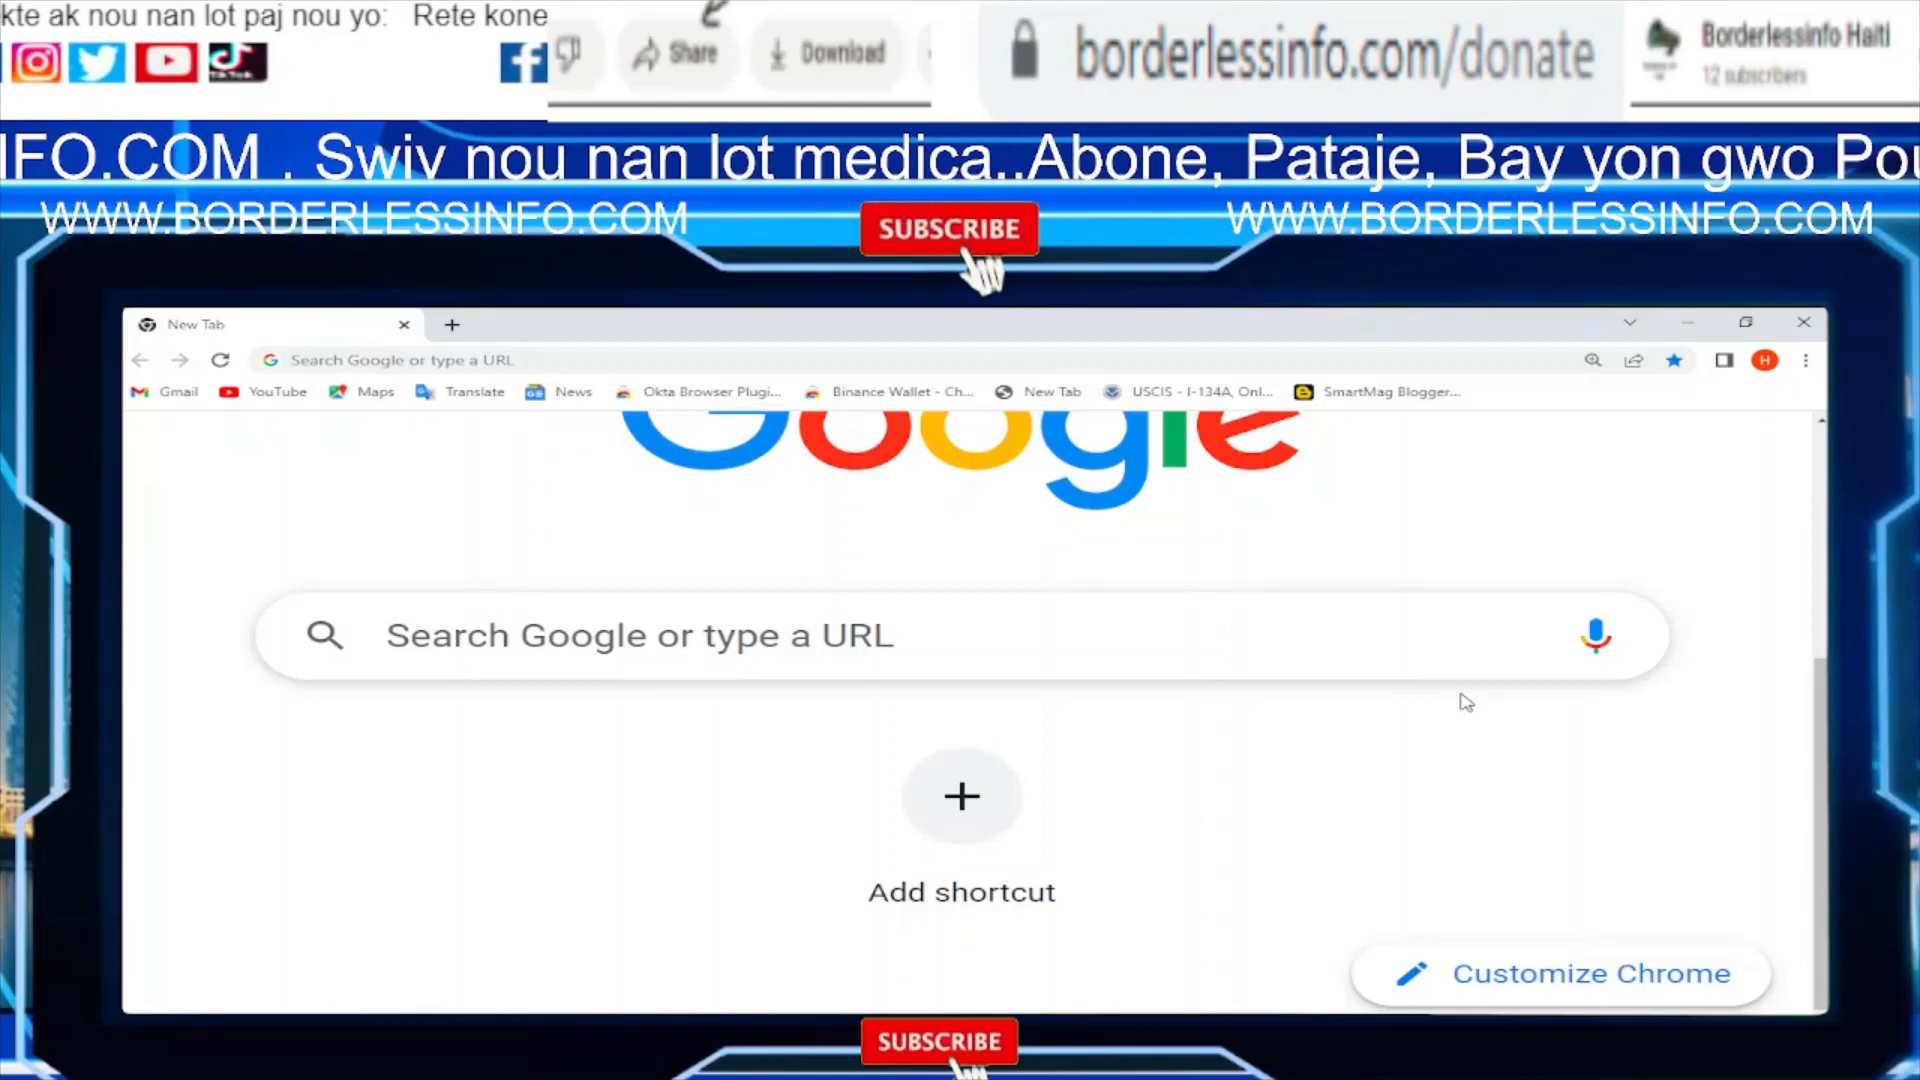 kte ak nou nan lot paj nou yo: Rete kone
Share
Download
borderlessinfo.com/donate
Borderlessinfo Haiti
12 subscribers
IFO.COM . Swiv nou nan lot medica..Abone, Pataje, Bay yon gwo Pou
WWW.BORDERLESSINFO.COM
SUBSCRIBE
WWW.BORDERLESSINFO.COM
New Tab
Search Google or type a URL
H
Gmail YouTube Maps Translate News Okta Browser Plugi... Binance Wallet - Ch... New Tab USCIS - I-134A, Onl... SmartMag Blogger...
Google
Search Google or type a URL
Add shortcut
Customize Chrome
SUBSCRIBE